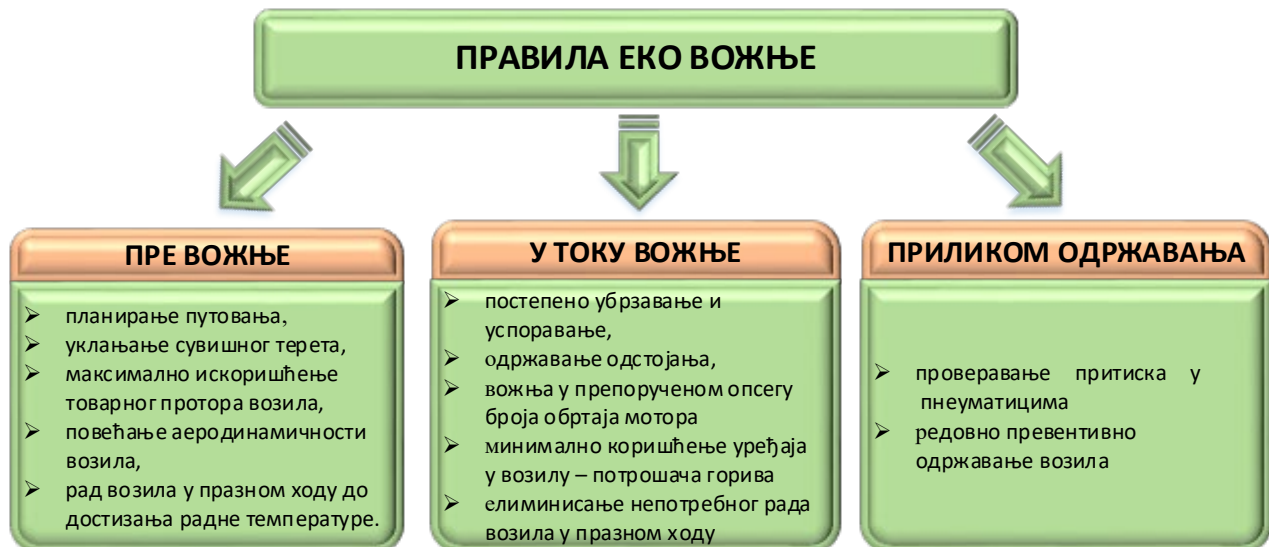 ПРАВИЛА ЕКО ВОЖЊЕ
ПРЕ ВОЖЊЕ
➢ планирање путовања,
➢ уклањање сувишног терета,
➢ максимално искоришћење
товарног протора возила,
➢ повећање аеродинамичности
возила,
➢ рад возила у празном ходу до
достизања радне температуре.
У ТОКУ ВОЖЊЕ
➢ постепено убрзавање и
успоравање,
➢ одржавање одстојања,
➢ вожња у препорученом опсегу
броја обртаја мотора
➢ минимално коришћење уређаја
у возилу – потрошача горива
➢ елиминисање непотребног рада
возила у празном ходу
ПРИЛИКОМ ОДРЖАВАЊА
➢ проверавање притиска у
пнеуматицима
➢ редовно превентивно
одржавање возила